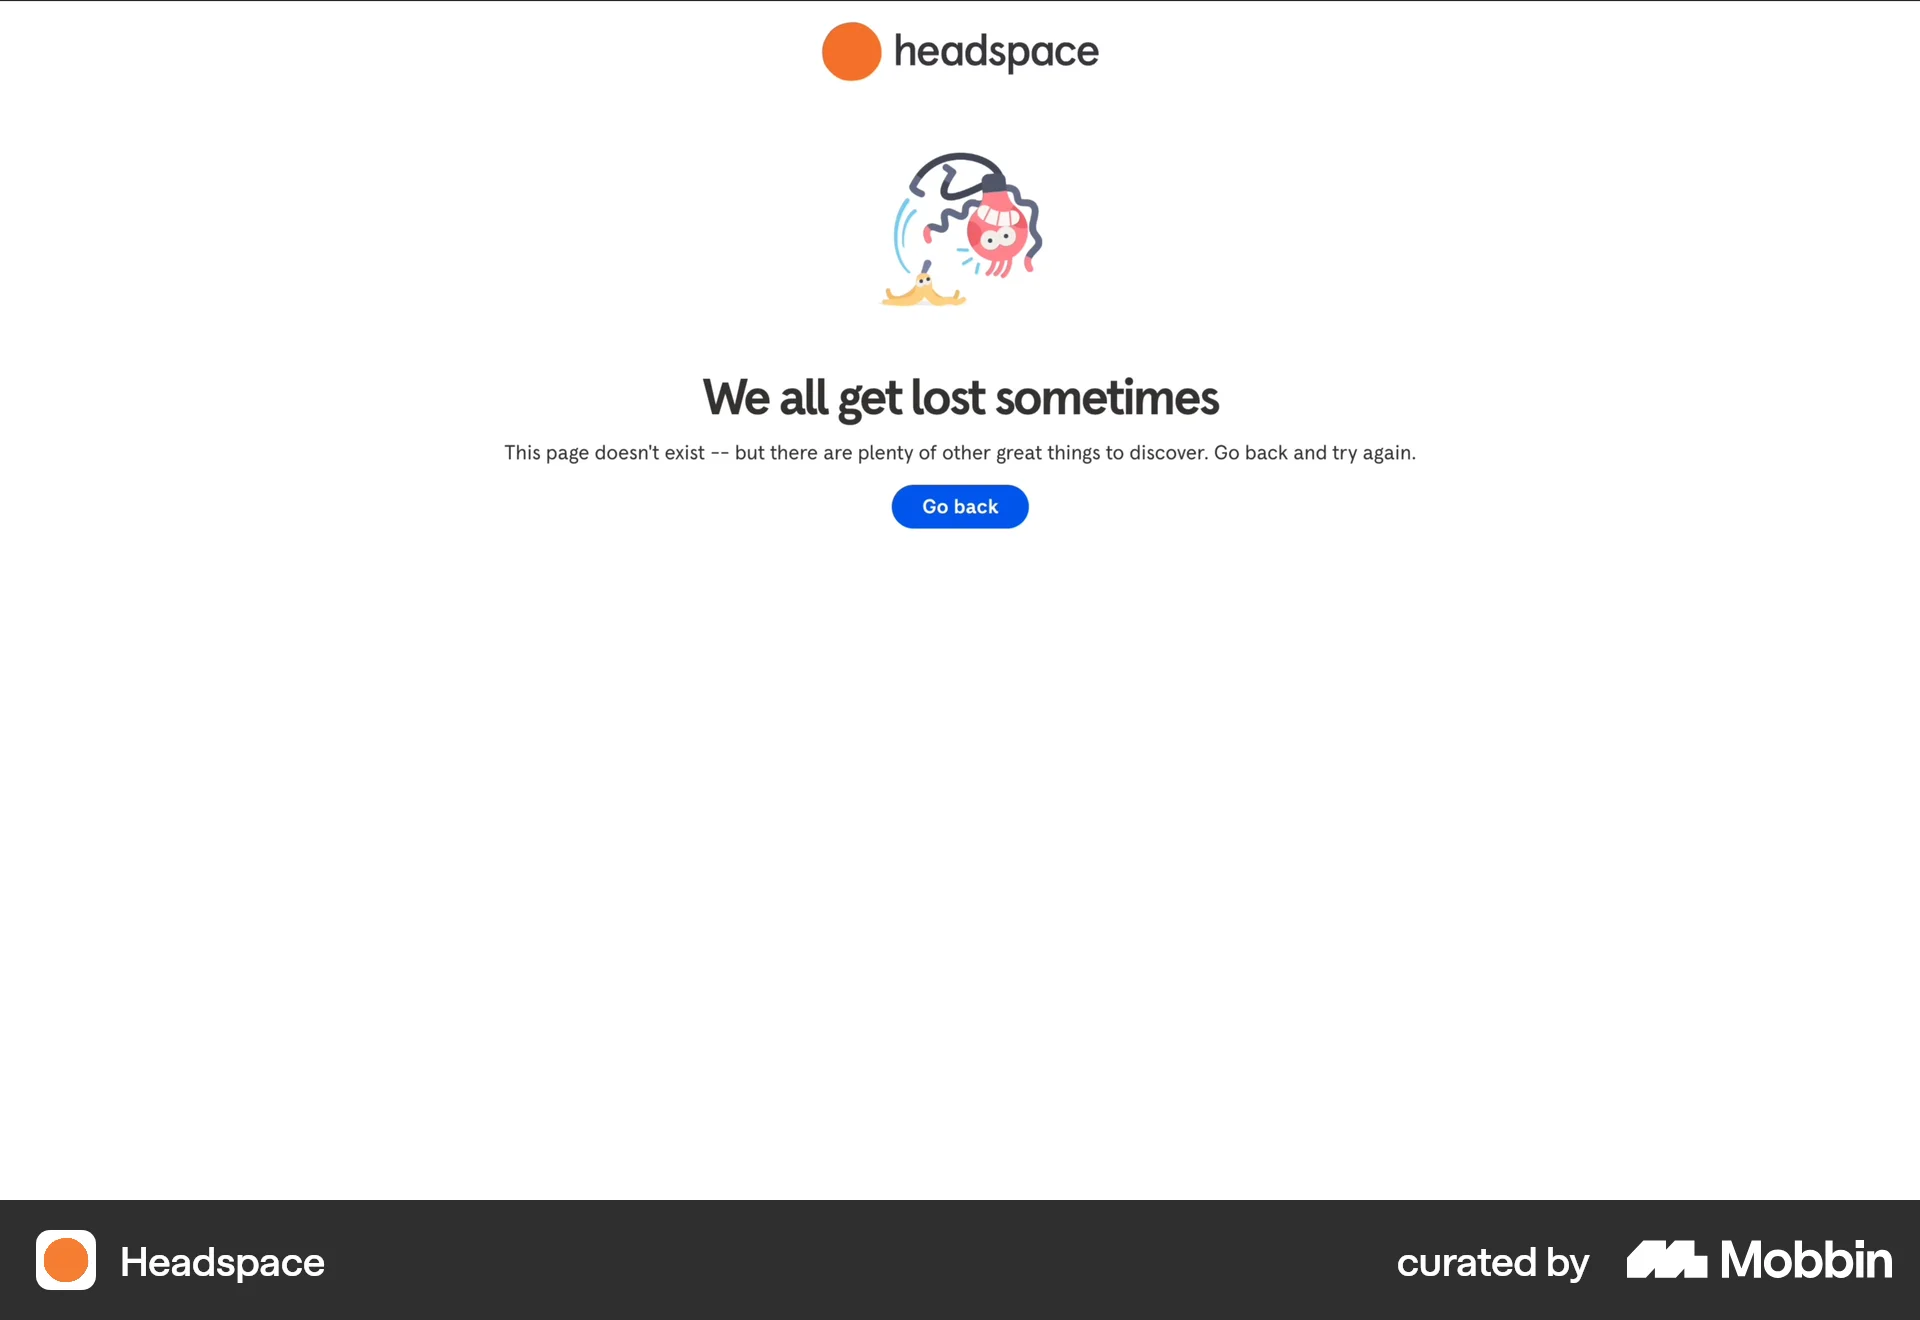 headspace
We all get lost sometimes
This page doesn't exist -- but there are plenty of other great things to discover. Go back and try again.
Go back
Headspace
curated by Mobbin